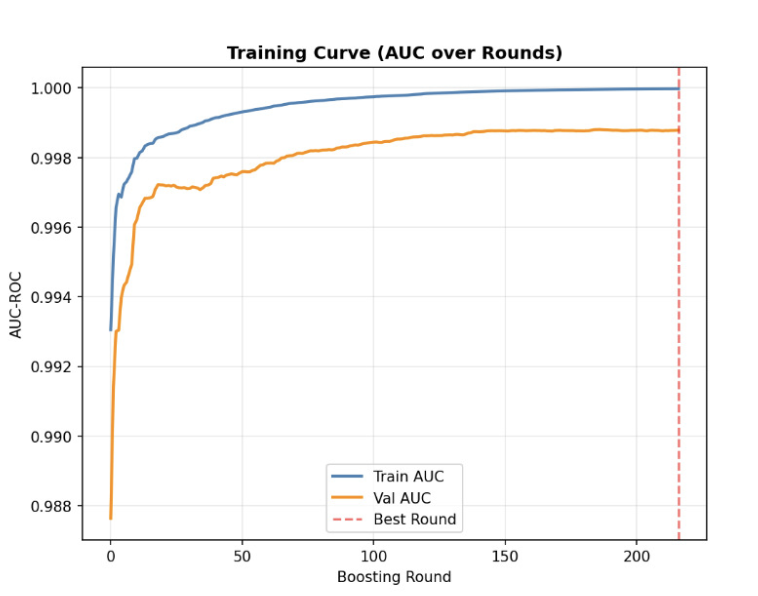 Training Curve (AUC over Rounds)
AUC-ROC
1.000
0.998
0.996
0.994
0.992
0.990
0.988
Train AUC
Val AUC
Best Round
0 50 100 150 200
Boosting Round